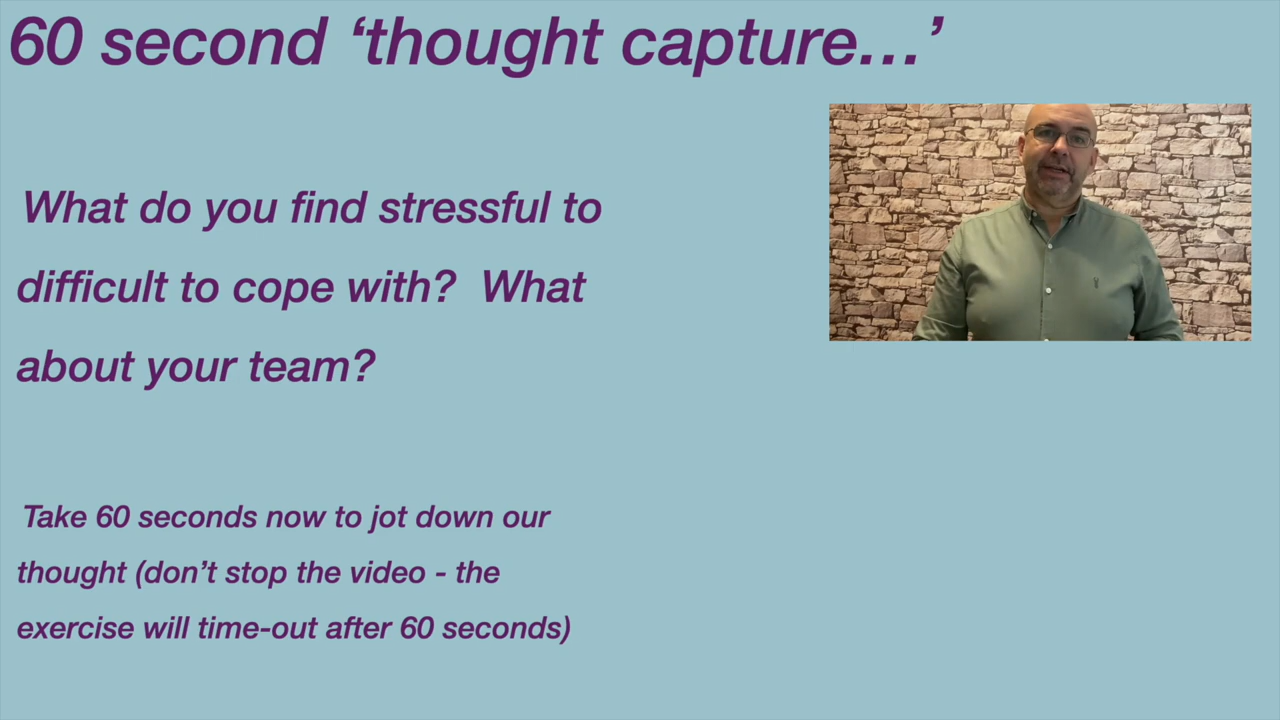 60 second ‘thought capture…’
What do you find stressful to
difficult to cope with?  What
about your team?
Take 60 seconds now to jot down our
thought (don’t stop the video - the
exercise will time-out after 60 seconds)